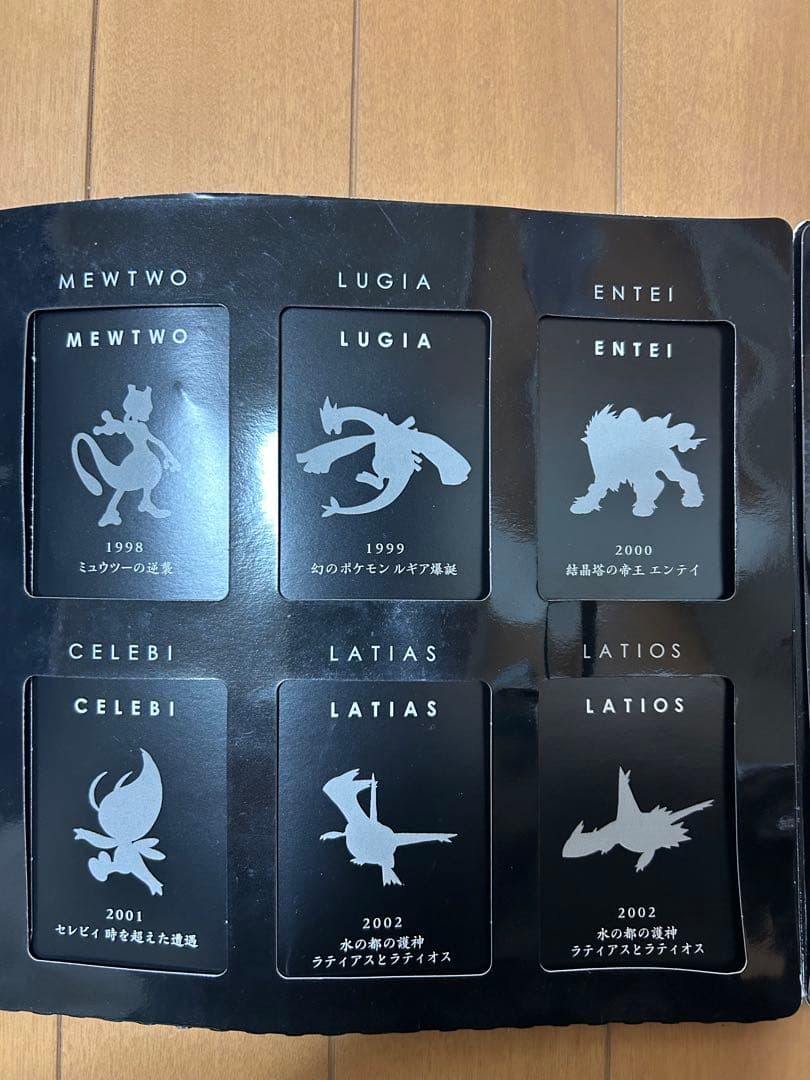 MEWTWO
MEWTWO
1998
ミュウツーの逆襲
LUGIA
LUGIA
1999
幻のポケモン ルギア爆誕
ENTEI
ENTEI
2000
結晶塔の帝王 エンテイ
CELEBI
CELEBI
2001
セレビィ 時を超えた遭遇
LATIAS
LATIAS
2002
水の都の護神
ラティアスとラティオス
LATIOS
LATIOS
2002
水の都の護神
ラティアスとラティオス